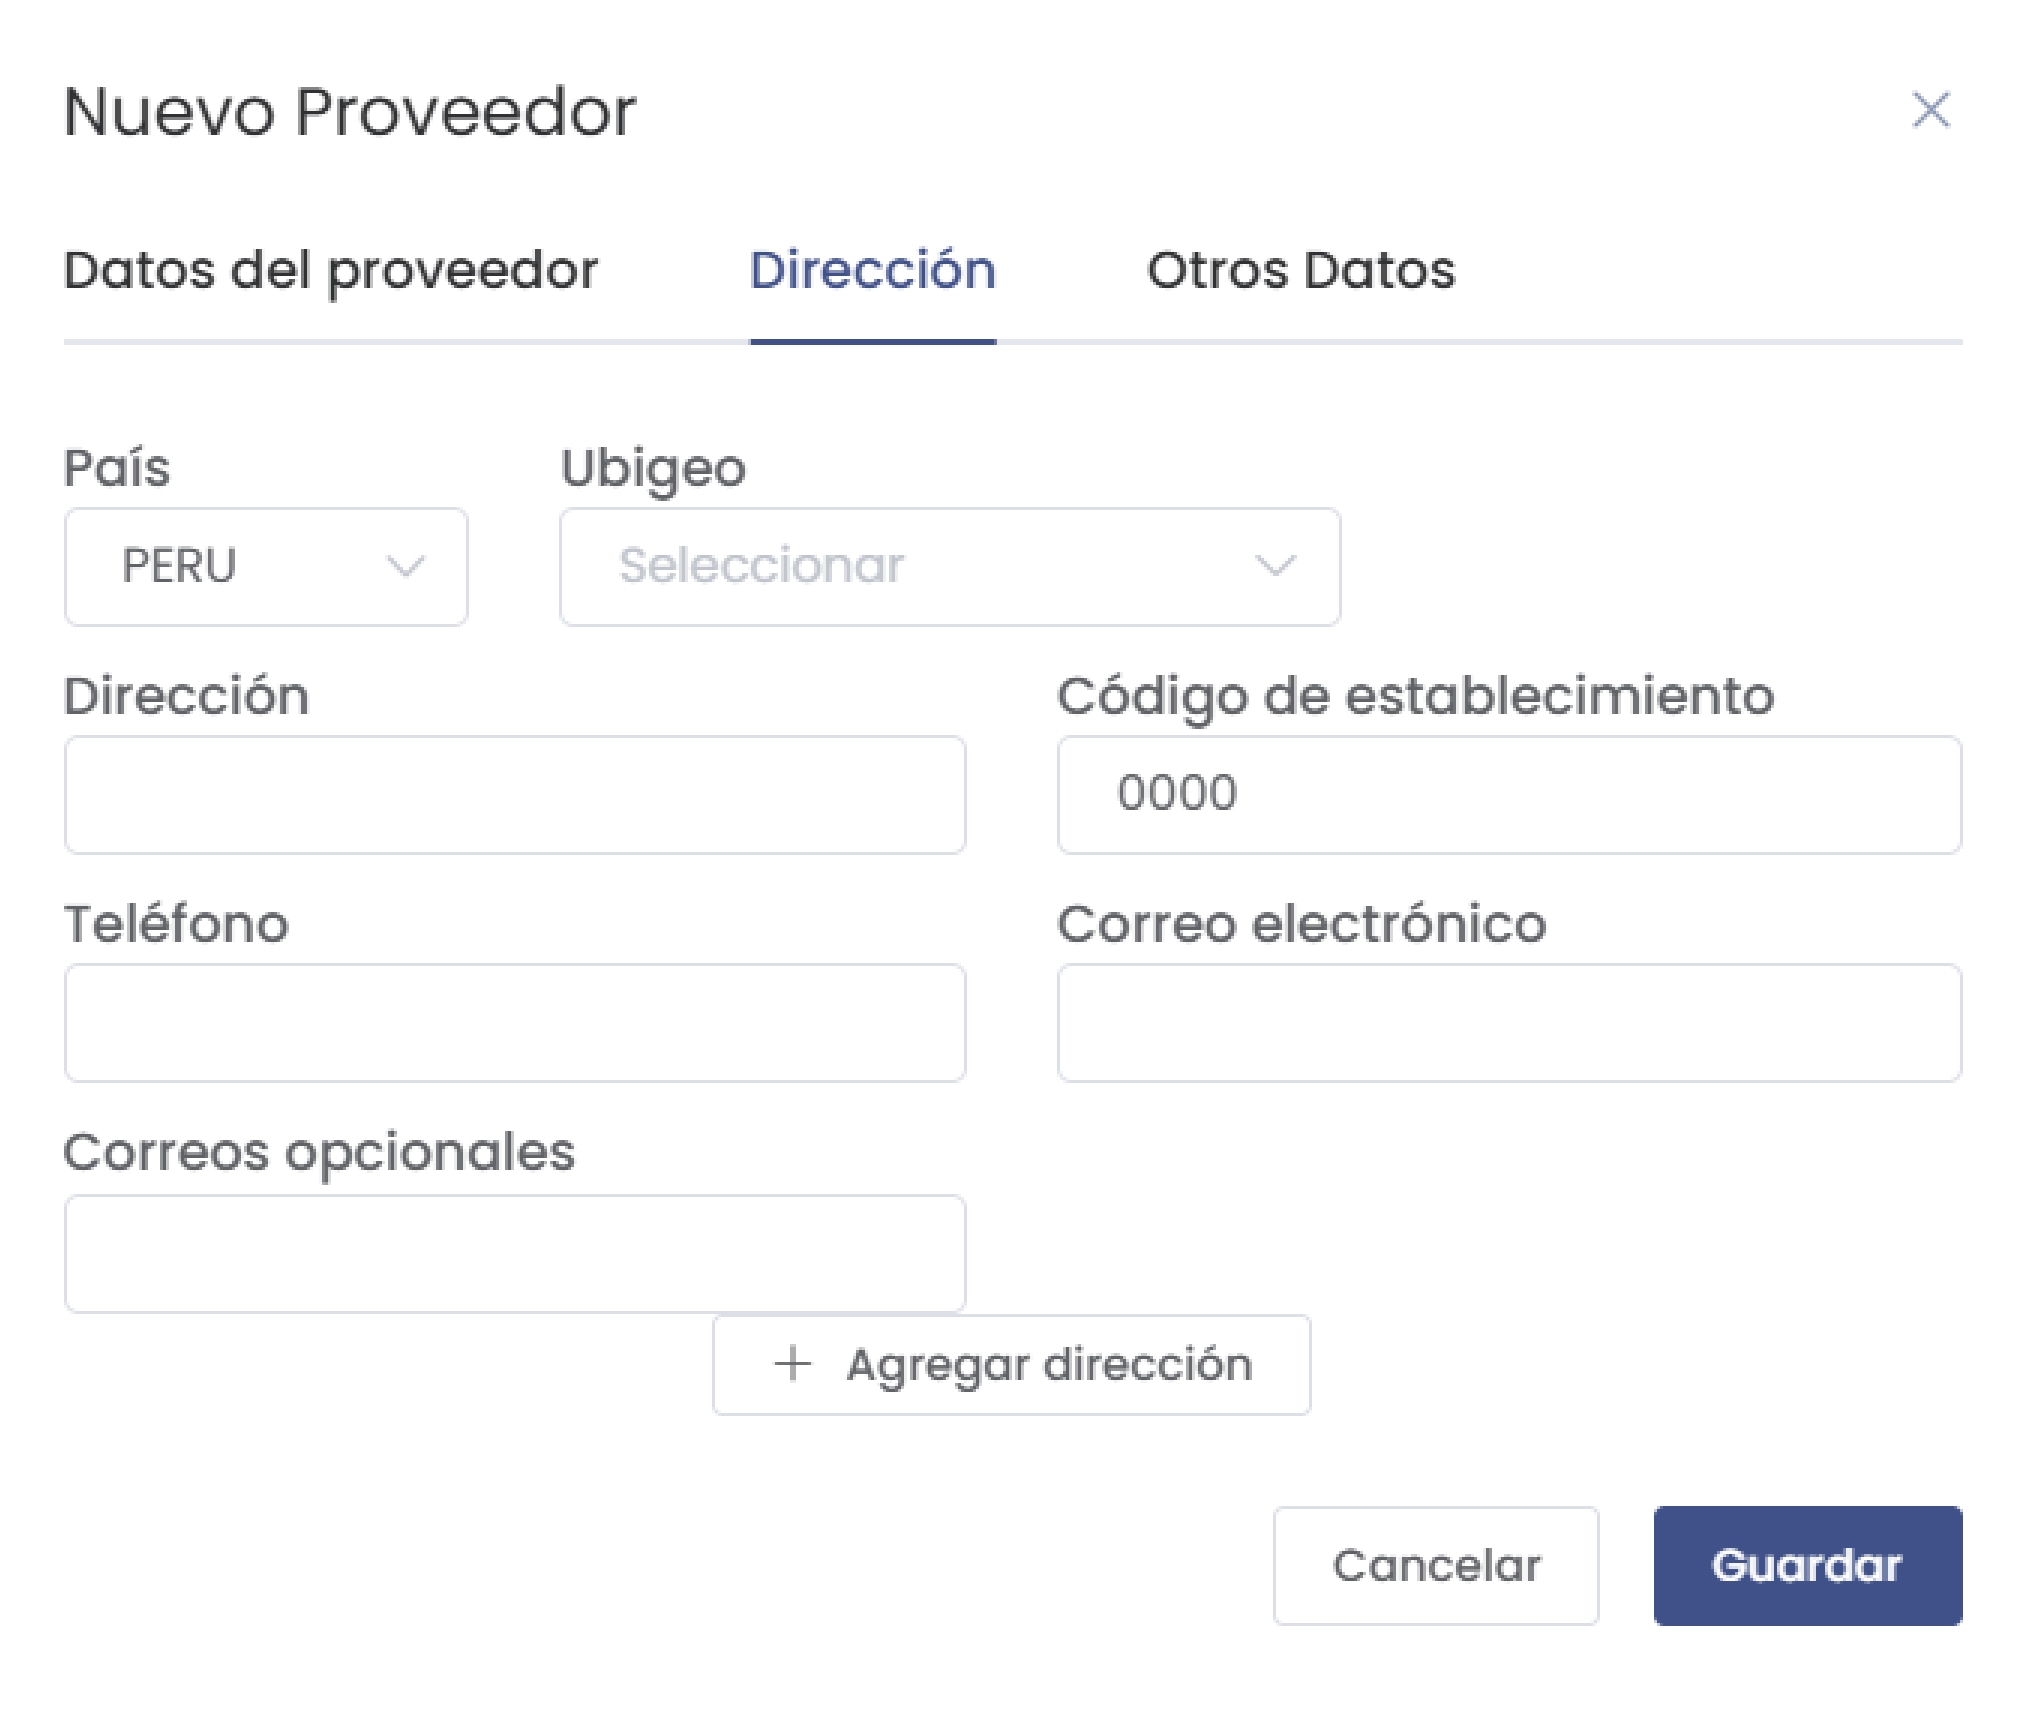 Nuevo Proveedor
Datos del proveedor Dirección Otros Datos
País Ubigeo
PERU Seleccionar
Dirección Código de establecimiento
0000
Teléfono Correo electrónico
Correos opcionales
+ Agregar dirección
Cancelar Guardar